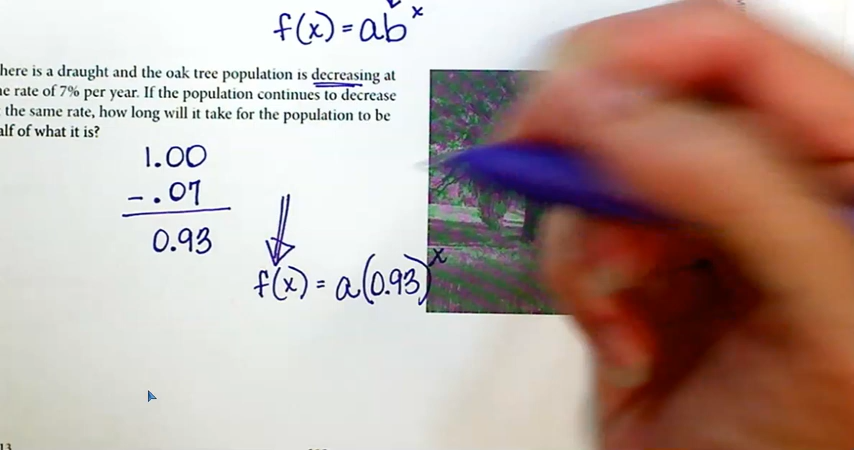 f(x) = ab^x
here is a draught and the oak tree population is decreasing at
e rate of 7% per year. If the population continues to decrease
the same rate, how long will it take for the population to be
alf of what it is?
1.00
- .07
0.93
f(x) = a(0.93)^x
13